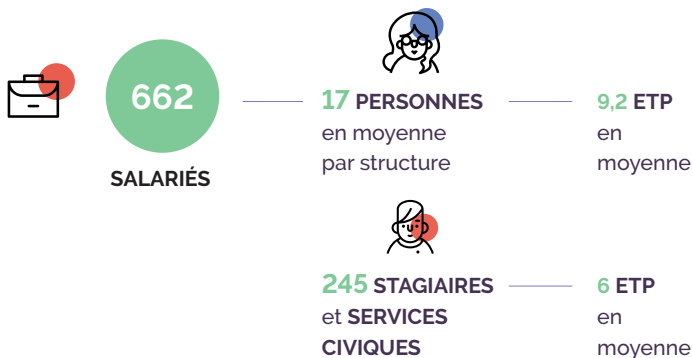 662
SALARIÉS
17 PERSONNES
en moyenne
par structure
9,2 ETP
en
moyenne
245 STAGIAIRES
et SERVICES
CIVIQUES
6 ETP
en
moyenne